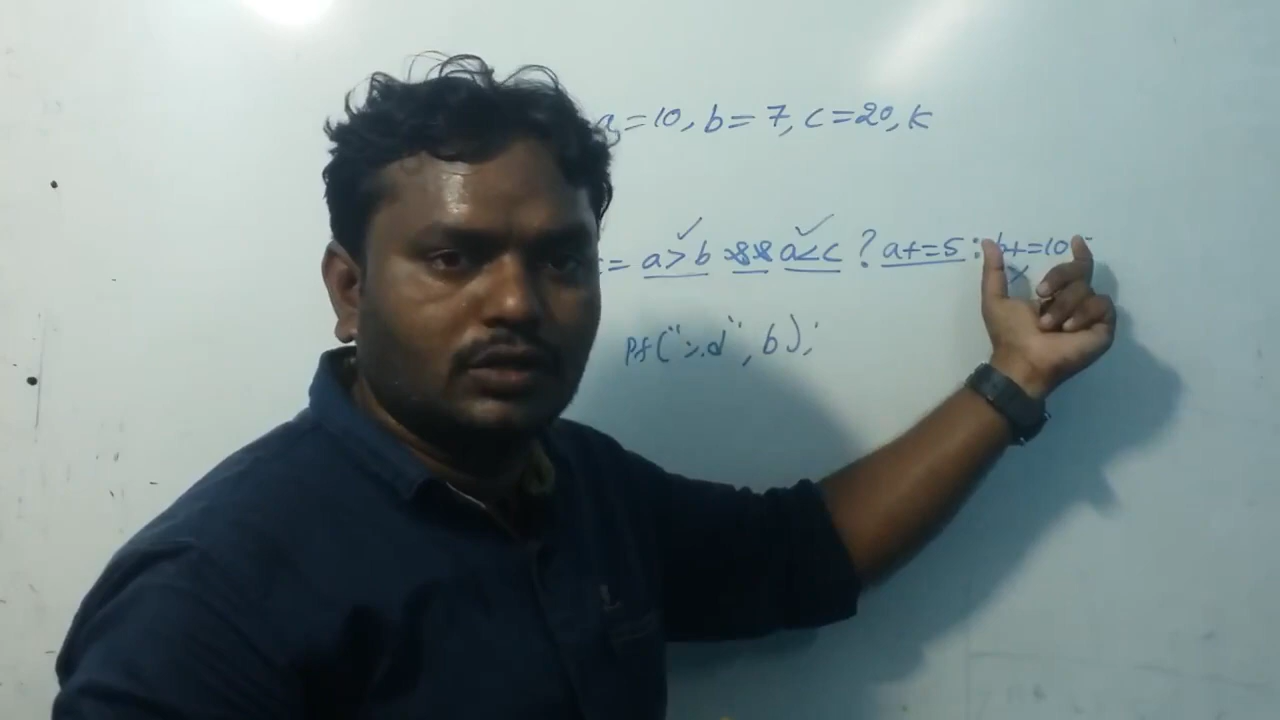 a=10, b=7, c=20, k
= a>b && a<c ? a+=5 : b+=10
pf("%d", b);